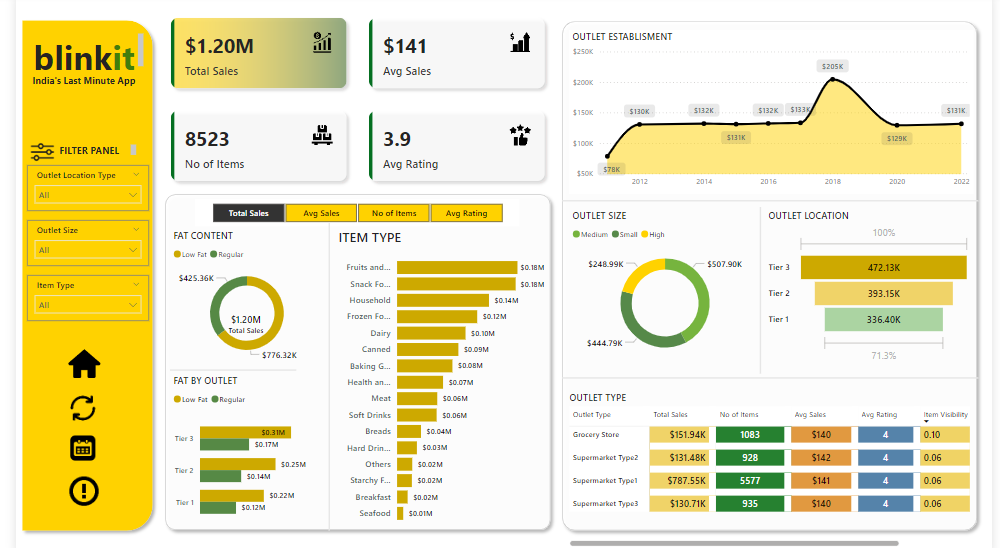 blinkit
India's Last Minute App
FILTER PANEL
Outlet Location Type
All
Outlet Size
All
Item Type
All
$1.20M
Total Sales
$141
Avg Sales
8523
No of Items
3.9
Avg Rating
Total Sales Avg Sales No of Items Avg Rating
FAT CONTENT
Low Fat Regular
$425.36K
$1.20M
Total Sales
$776.32K
FAT BY OUTLET
Low Fat Regular
Tier 3 $0.31M
$0.17M
Tier 2 $0.25M
$0.14M
Tier 1 $0.22M
$0.12M
ITEM TYPE
Fruits and... $0.18M
Snack Fo... $0.18M
Household $0.14M
Frozen Fo... $0.12M
Dairy $0.10M
Canned $0.09M
Baking G... $0.08M
Health an... $0.07M
Meat $0.06M
Soft Drinks $0.06M
Breads $0.04M
Hard Drin... $0.03M
Others $0.02M
Starchy F... $0.02M
Breakfast $0.02M
Seafood $0.01M
OUTLET ESTABLISMENT
$250K
$200K
$150K
$100K
$50K
$78K
$130K
$132K
$131K
$132K
$133K
$205K
$129K
$131K
2012 2014 2016 2018 2020 2022
OUTLET SIZE
Medium Small High
$248.99K
$507.90K
$444.79K
OUTLET LOCATION
100%
Tier 3 472.13K
Tier 2 393.15K
Tier 1 336.40K
71.3%
OUTLET TYPE
Outlet Type Total Sales No of Items Avg Sales Avg Rating Item Visibility
Grocery Store $151.94K 1083 $140 4 0.10
Supermarket Type2 $131.48K 928 $142 4 0.06
Supermarket Type1 $787.55K 5577 $141 4 0.06
Supermarket Type3 $130.71K 935 $140 4 0.06